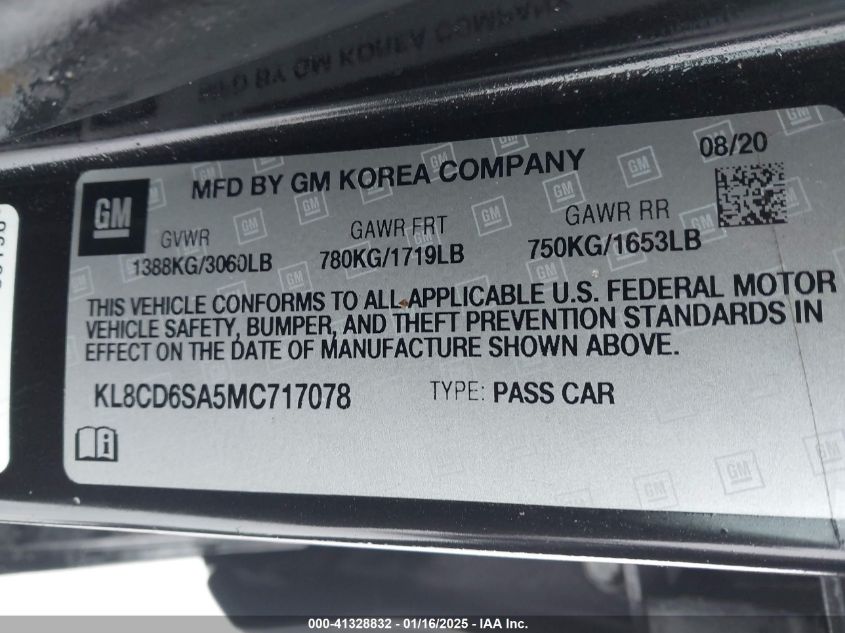 MFD BY GM KOREA COMPANY
08/20
GM
GVWR
1388KG/3060LB
GAWR FRT
780KG/1719LB
GAWR RR
750KG/1653LB
THIS VEHICLE CONFORMS TO ALL APPLICABLE U.S. FEDERAL MOTOR
VEHICLE SAFETY, BUMPER, AND THEFT PREVENTION STANDARDS IN
EFFECT ON THE DATE OF MANUFACTURE SHOWN ABOVE.
KL8CD6SA5MC717078
TYPE: PASS CAR
000-41328832 - 01/16/2025 - IAA Inc.